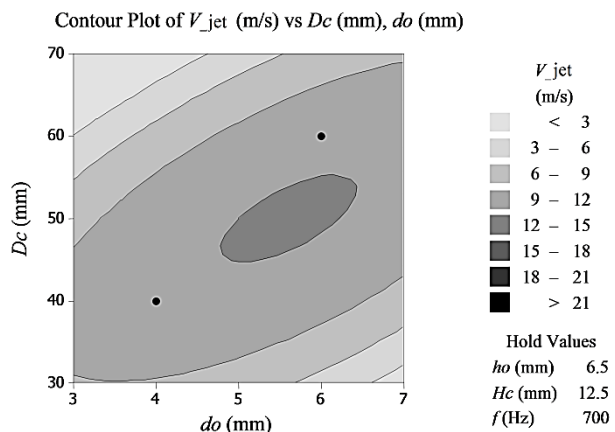 Contour Plot of V_jet (m/s) vs Dc (mm), do (mm)
70
60
50
40
30
Dc (mm)
3
4
5
6
7
do (mm)
V_jet
(m/s)
< 3
3 – 6
6 – 9
9 – 12
12 – 15
15 – 18
18 – 21
> 21
Hold Values
ho (mm) 6.5
Hc (mm) 12.5
f (Hz) 700